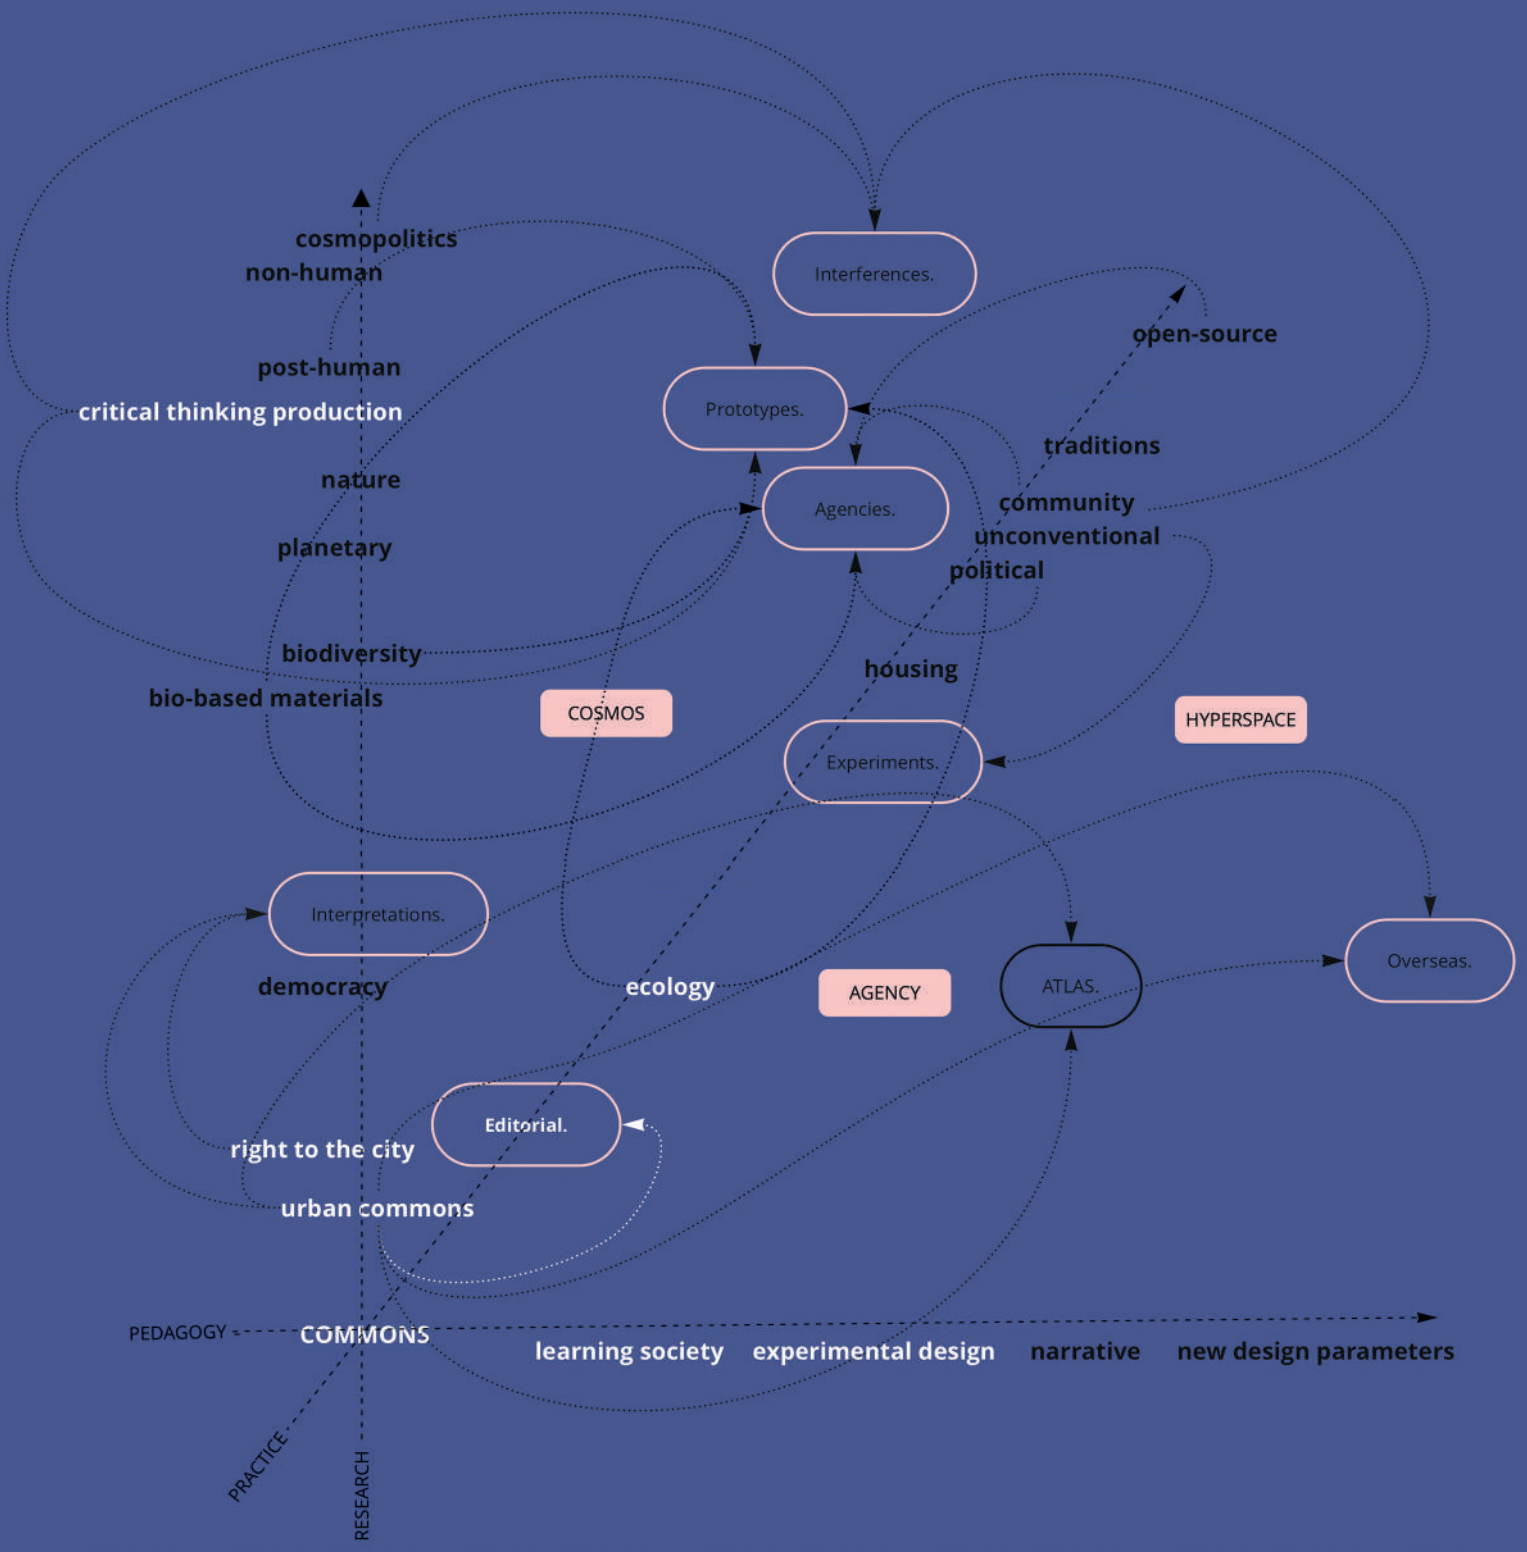 cosmopolitics
non-human
Interferences.
open-source
post-human
critical thinking production
Prototypes.
traditions
nature
community
Agencies.
unconventional
planetary
political
biodiversity
housing
bio-based materials
COSMOS
HYPERSPACE
Experiments.
Interpretations.
Overseas.
democracy
ecology
AGENCY
ATLAS.
Editorial.
right to the city
urban commons
PEDAGOGY
COMMONS
learning society
experimental design
narrative
new design parameters
PRACTICE
RESEARCH